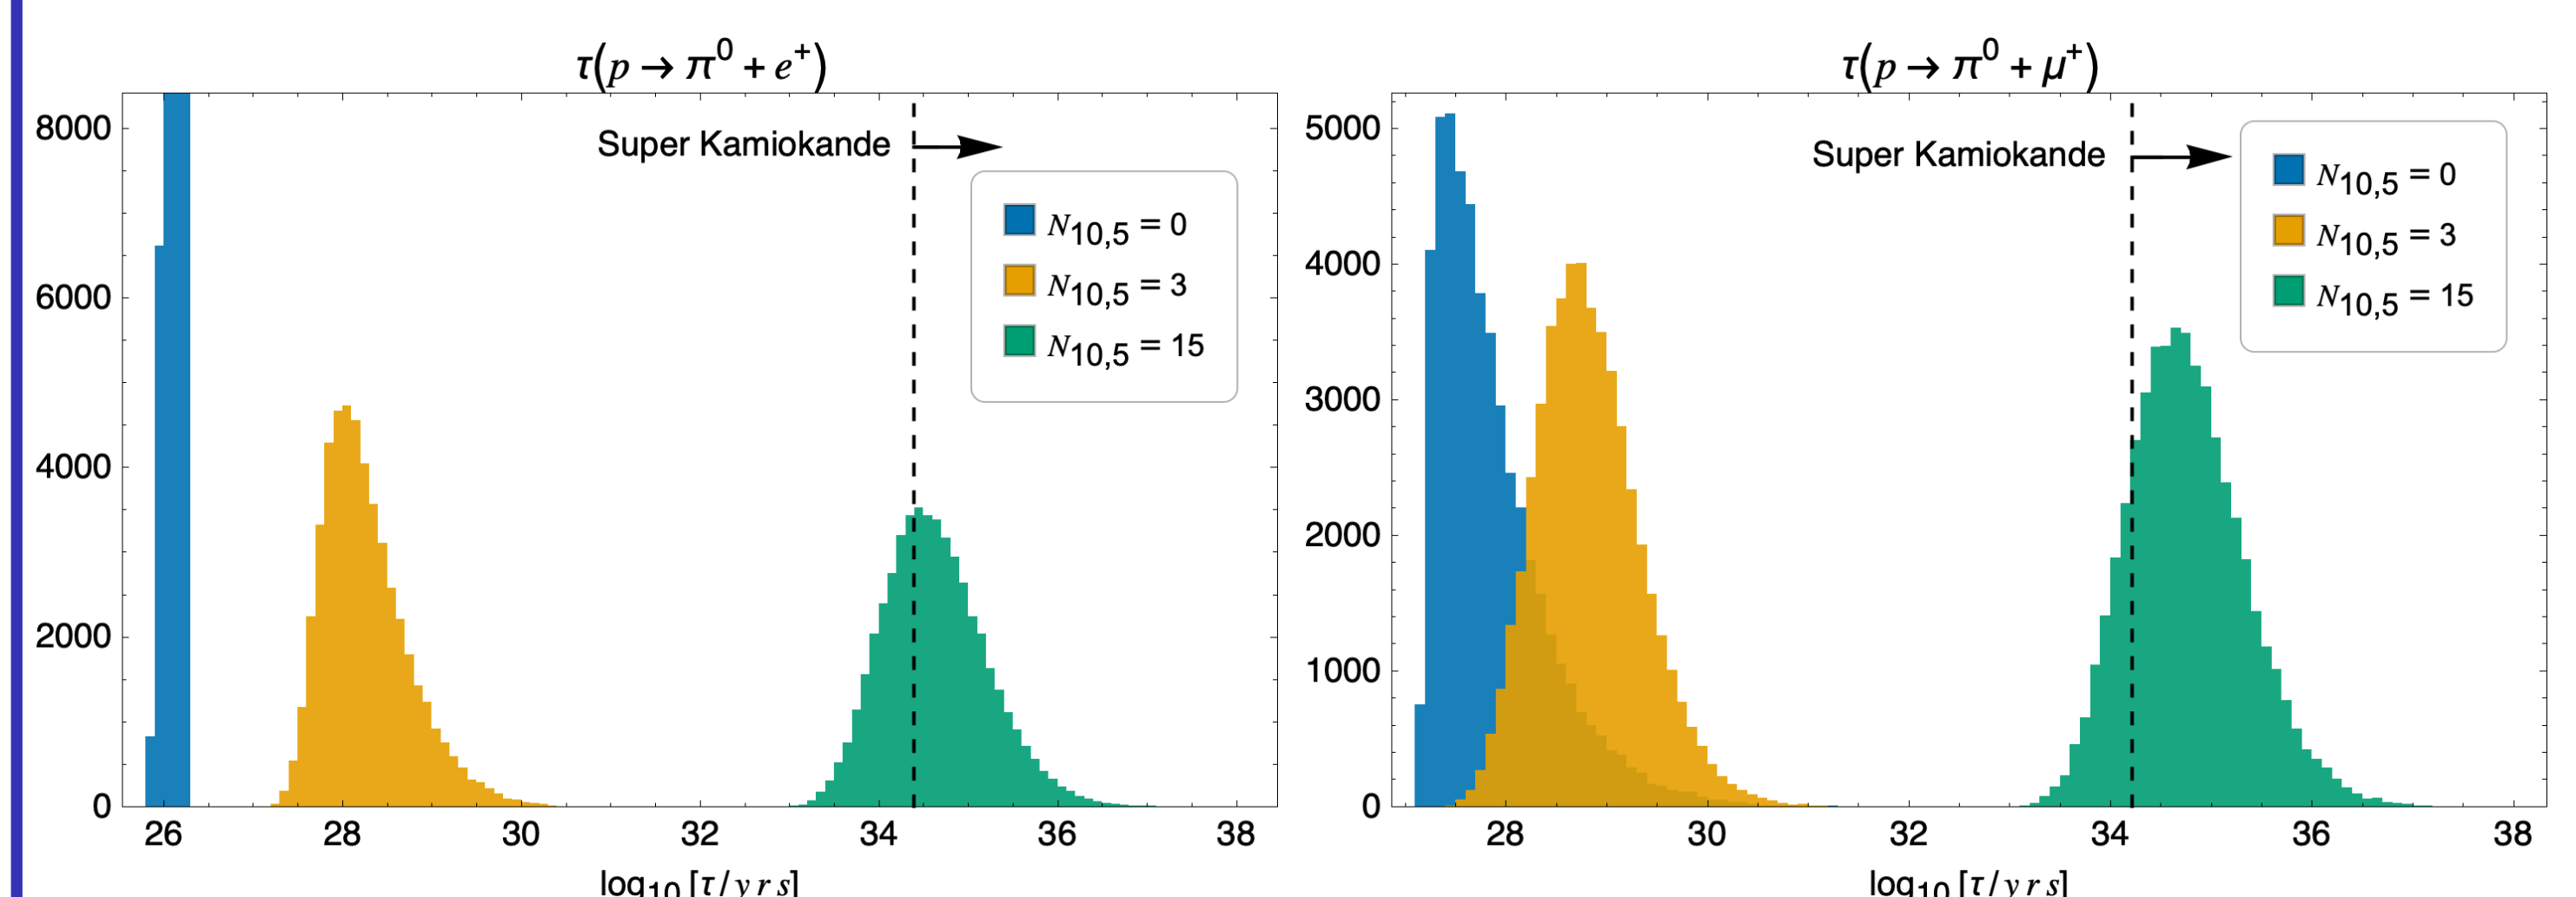 τ(p → π⁰ + e⁺)
8000
6000
4000
2000
0
26 28 30 32 34 36 38
log₁₀ [τ / y r s]
Super Kamiokande
N₁₀,₅ = 0
N₁₀,₅ = 3
N₁₀,₅ = 15
τ(p → π⁰ + μ⁺)
5000
4000
3000
2000
1000
0
28 30 32 34 36 38
log₁₀ [τ / y r s]
Super Kamiokande
N₁₀,₅ = 0
N₁₀,₅ = 3
N₁₀,₅ = 15